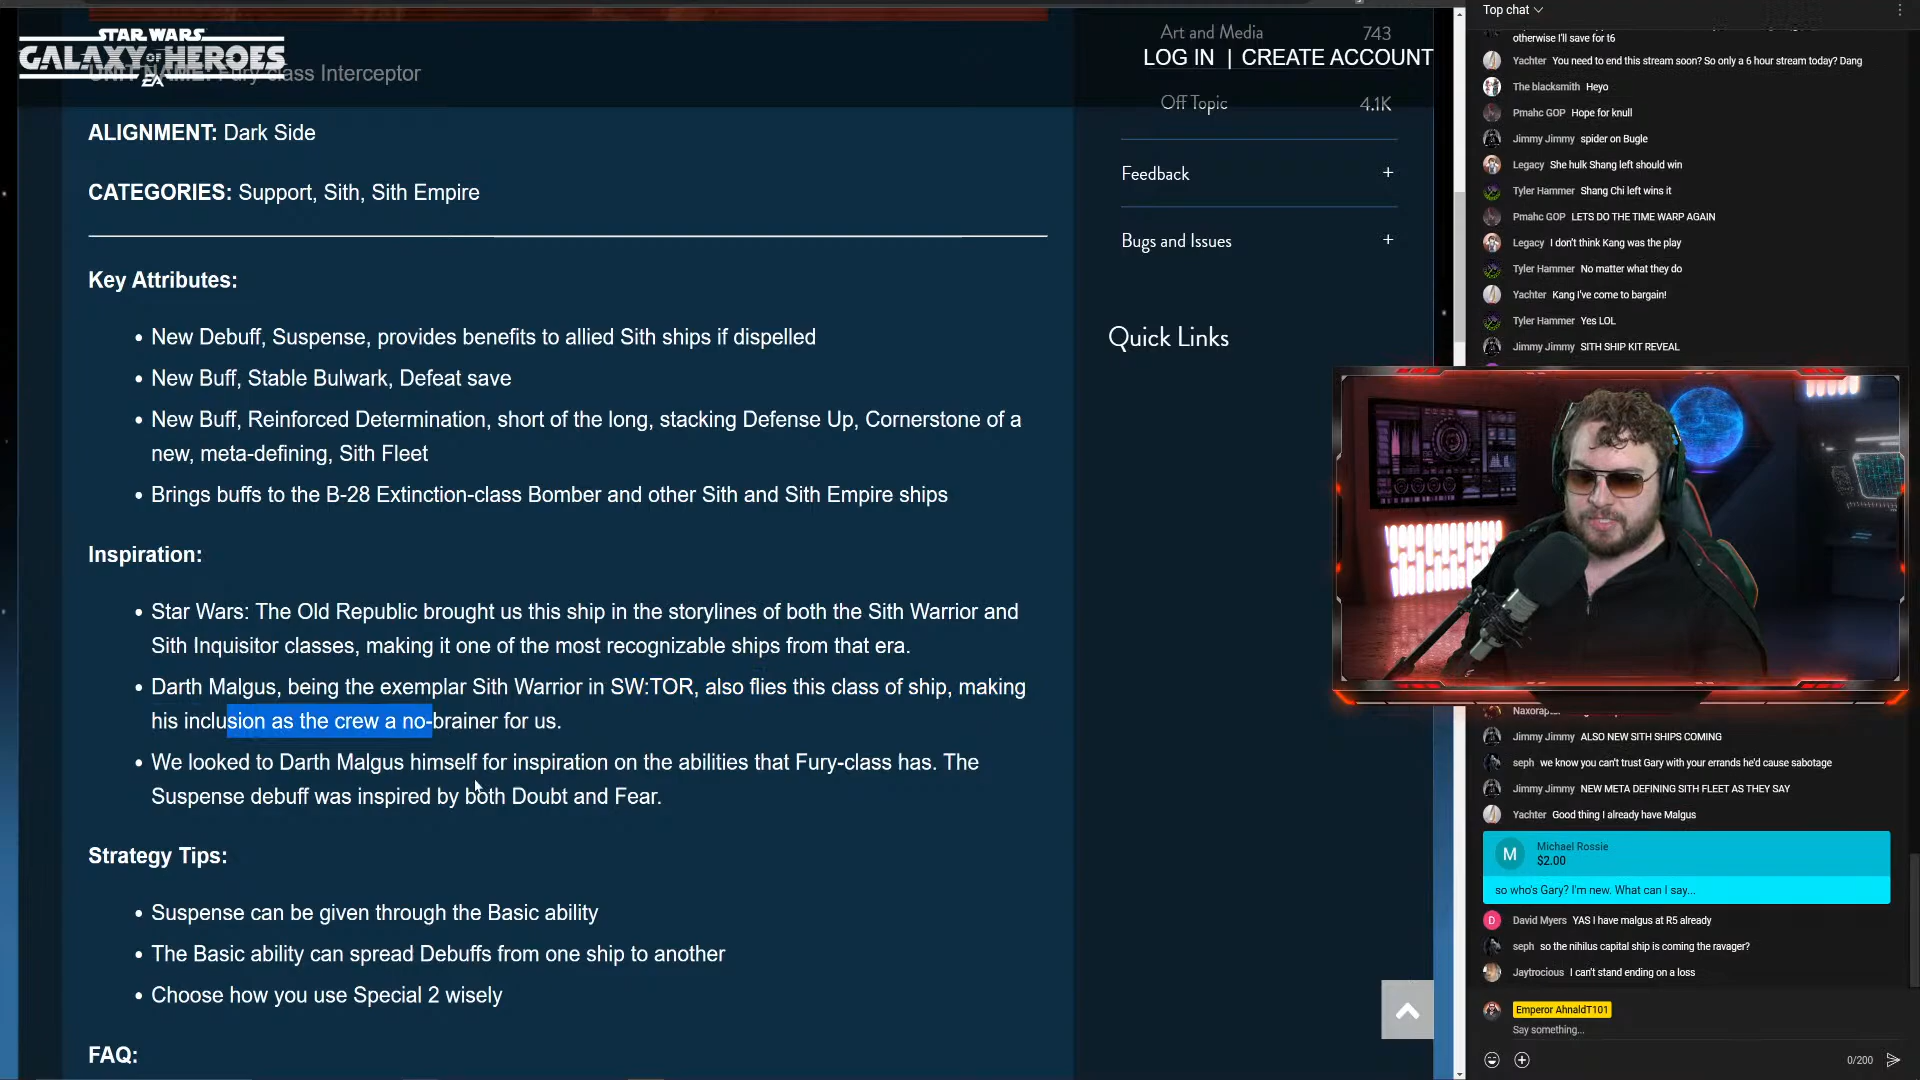 STAR WARS
GALAXY OF HEROES
EA
UNIT NAME: Fury-class Interceptor
ALIGNMENT: Dark Side
CATEGORIES: Support, Sith, Sith Empire
Key Attributes:
• New Debuff, Suspense, provides benefits to allied Sith ships if dispelled
• New Buff, Stable Bulwark, Defeat save
• New Buff, Reinforced Determination, short of the long, stacking Defense Up, Cornerstone of a
new, meta-defining, Sith Fleet
• Brings buffs to the B-28 Extinction-class Bomber and other Sith and Sith Empire ships
Inspiration:
• Star Wars: The Old Republic brought us this ship in the storylines of both the Sith Warrior and
Sith Inquisitor classes, making it one of the most recognizable ships from that era.
• Darth Malgus, being the exemplar Sith Warrior in SW:TOR, also flies this class of ship, making
his inclusion as the crew a no-brainer for us.
• We looked to Darth Malgus himself for inspiration on the abilities that Fury-class has. The
Suspense debuff was inspired by both Doubt and Fear.
Strategy Tips:
• Suspense can be given through the Basic ability
• The Basic ability can spread Debuffs from one ship to another
• Choose how you use Special 2 wisely
FAQ:
Art and Media 743
LOG IN | CREATE ACCOUNT
Off Topic 4.1K
Feedback +
Bugs and Issues +
Quick Links
Top chat
otherwise I'll save for t6
Yachter You need to end this stream soon? So only a 6 hour stream today? Dang
The blacksmith Heyo
Pmahc GOP Hope for knull
Jimmy Jimmy spider on Bugle
Legacy She hulk Shang left should win
Tyler Hammer Shang Chi left wins it
Pmahc GOP LETS DO THE TIME WARP AGAIN
Legacy I don't think Kang was the play
Tyler Hammer No matter what they do
Yachter Kang I've come to bargain!
Tyler Hammer Yes LOL
Jimmy Jimmy SITH SHIP KIT REVEAL
Jimmy Jimmy ALSO NEW SITH SHIPS COMING
seph we know you can't trust Gary with your errands he'd cause sabotage
Jimmy Jimmy NEW META DEFINING SITH FLEET AS THEY SAY
Yachter Good thing I already have Malgus
M
Michael Rossie
$2.00
so who's Gary? I'm new. What can I say...
D
David Myers YAS I have malgus at R5 already
seph so the nihilus capital ship is coming the ravager?
Jaytrocious I can't stand ending on a loss
Emperor AhnaldT101
Say something...
0/200